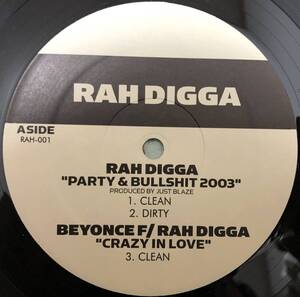 RAH DIGGA
A SIDE
RAH-001
RAH DIGGA
"PARTY & BULLSHIT 2003"
PRODUCED BY JUST BLAZE
1. CLEAN
2. DIRTY
BEYONCE F/ RAH DIGGA
"CRAZY IN LOVE"
3. CLEAN